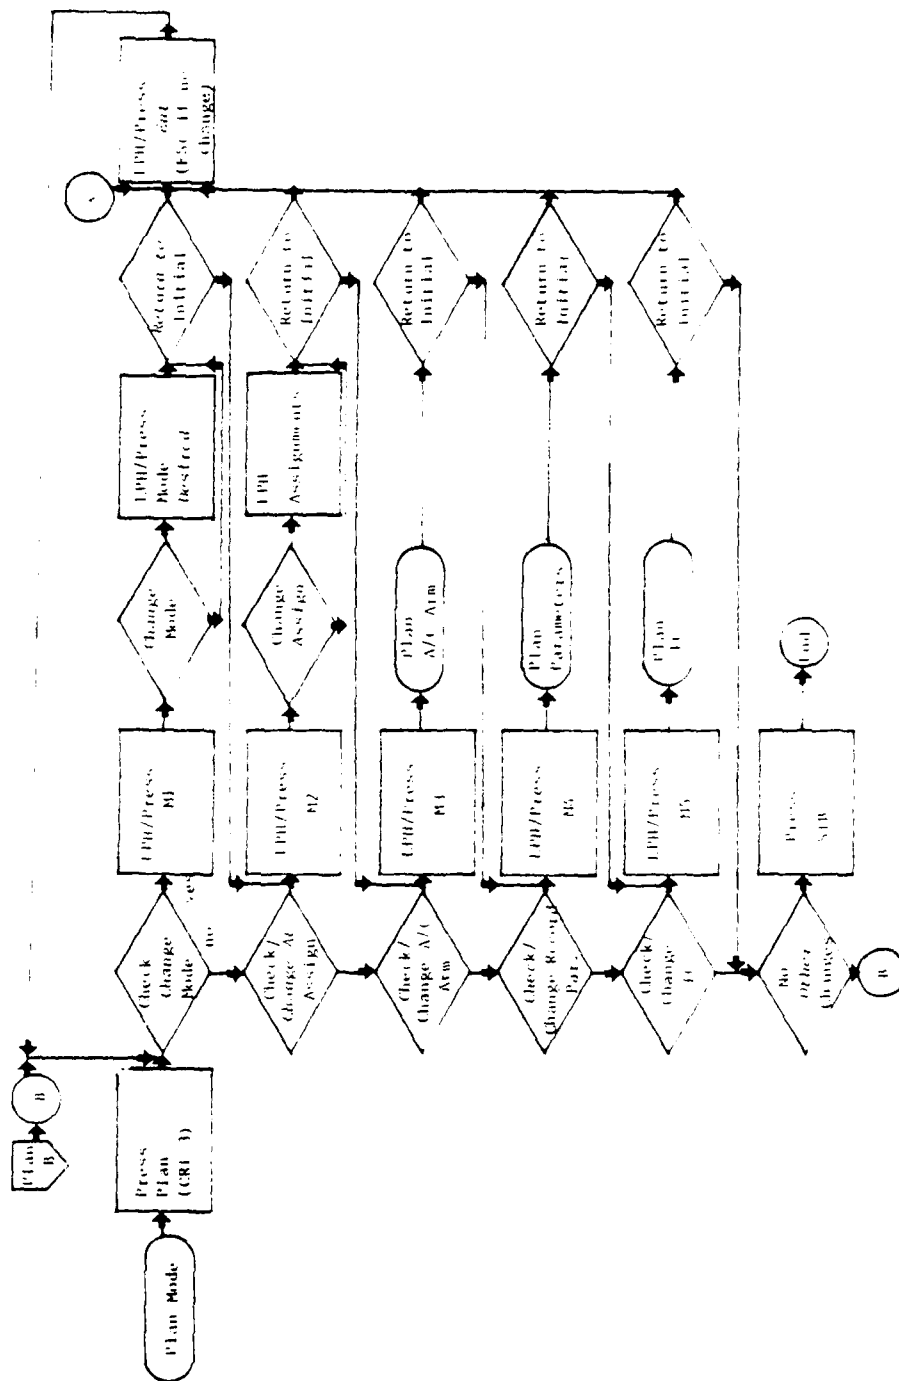 Plan Mode
Plan
B
B
Press
Plan
(CRT 3)
Check
Change
Mode
yes
no
LPH/Press
M1
Change
Mode
LPH/Press
Mode
Desired
Return to
Initial
LPH/Press
(ESC if no
change)
Check/
Change AC
Assign
LPH/Press
M2
Change
Assign
LPH
Assignments
Return to
Initial
Check/
Change A/C
Arm
LPH/Press
M3
Plan
A/C Arm
Return to
Initial
Check/
Change Record
Par.
LPH/Press
Plan
Parameters
Return to
Initial
Check/
Change
LPH/Press
M5
Plan
Return to
Initial
No
Other
Changes
Press
End
B